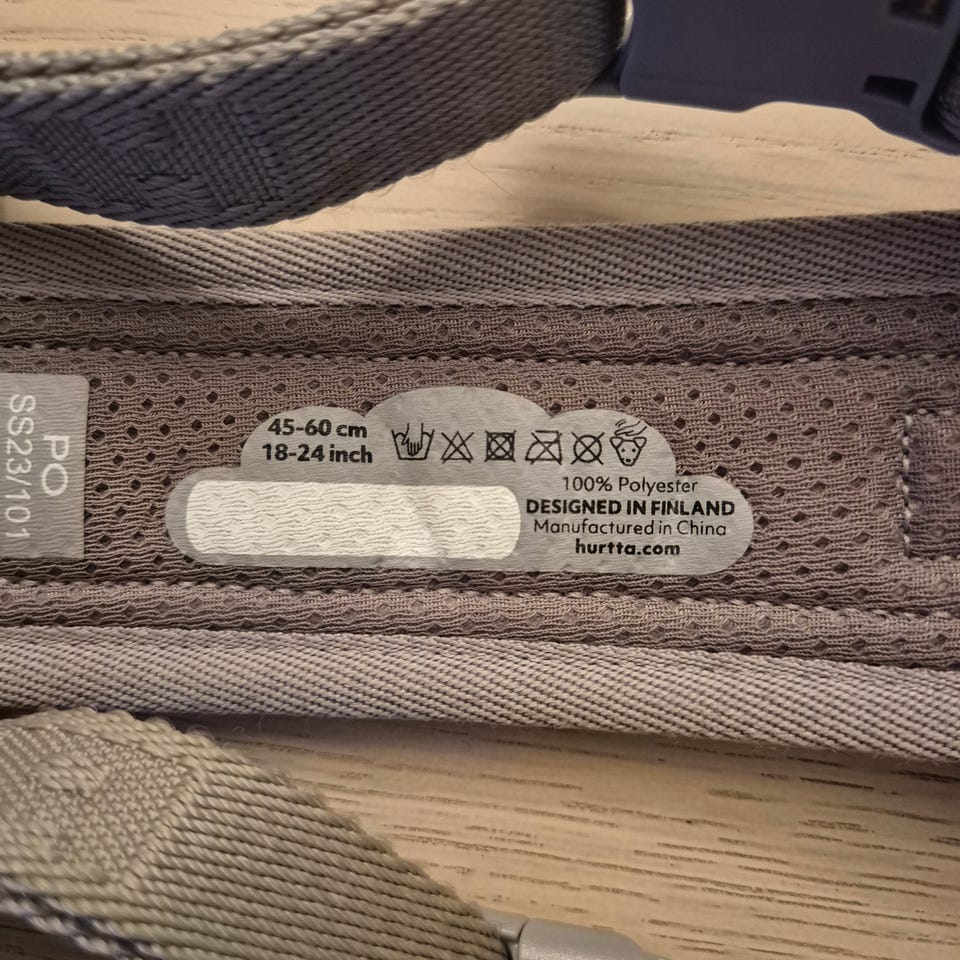 45-60 cm
18-24 inch
100% Polyester
DESIGNED IN FINLAND
Manufactured in China
hurtta.com
PO
SS23/101